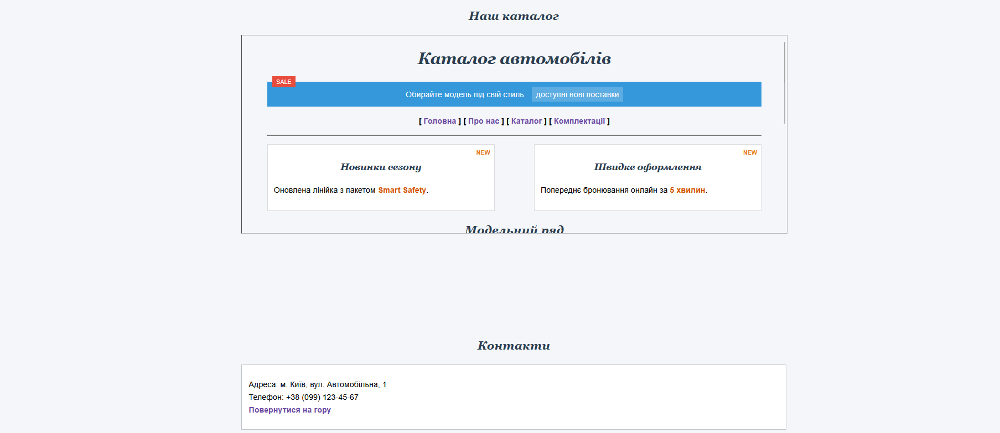 Наш каталог
Каталог автомобілів
SALE
Обирайте модель під свій стиль доступні нові поставки
[ Головна ] [ Про нас ] [ Каталог ] [ Комплектації ]
NEW
Новинки сезону
Оновлена лінійка з пакетом Smart Safety.
NEW
Швидке оформлення
Попереднє бронювання онлайн за 5 хвилин.
Модельний ряд
Контакти
Адреса: м. Київ, вул. Автомобільна, 1
Телефон: +38 (099) 123-45-67
Повернутися на гору